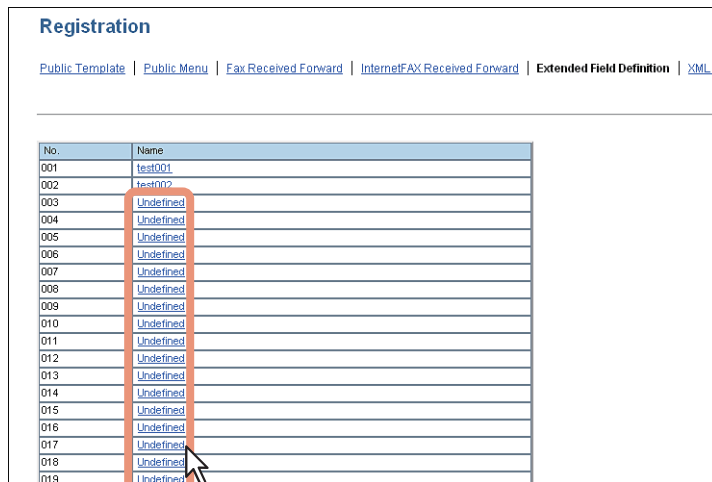 Registration
Public Template | Public Menu | Fax Received Forward | InternetFAX Received Forward | Extended Field Definition | XML
No. Name
001 test001
002 test002
003 Undefined
004 Undefined
005 Undefined
006 Undefined
007 Undefined
008 Undefined
009 Undefined
010 Undefined
011 Undefined
012 Undefined
013 Undefined
014 Undefined
015 Undefined
016 Undefined
017 Undefined
018 Undefined
019 Undefined